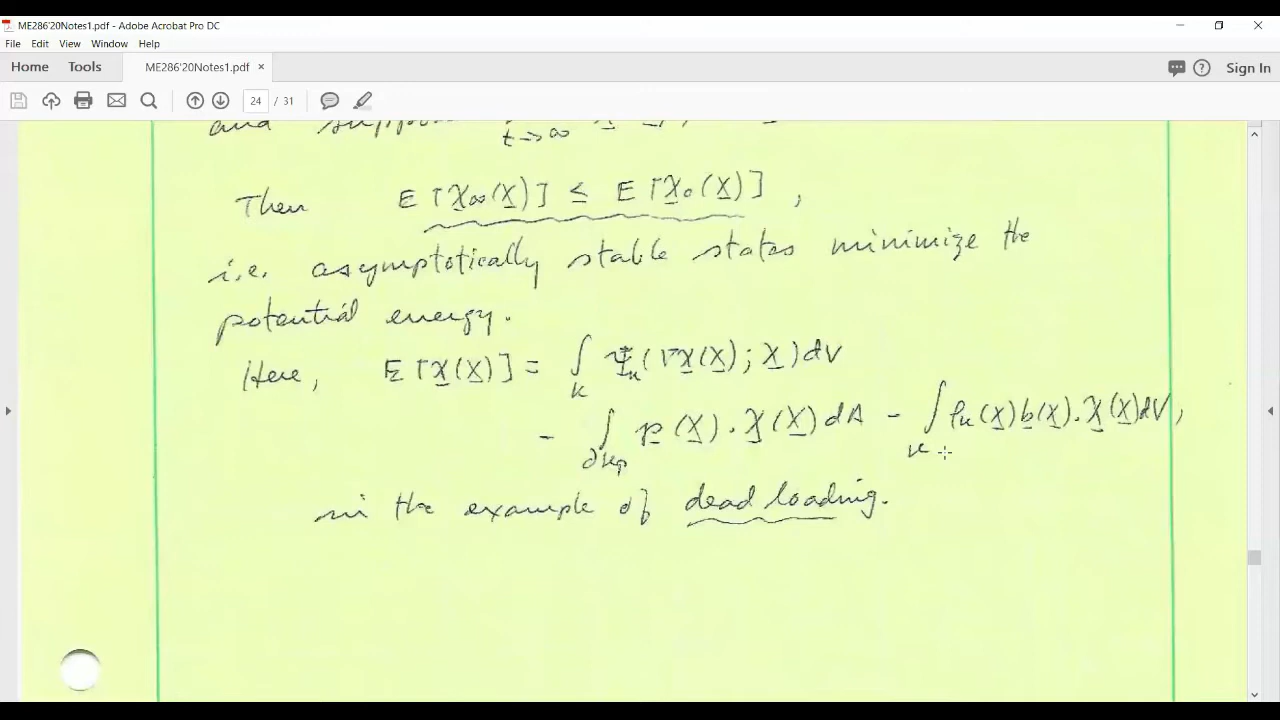 ME286'20Notes1.pdf - Adobe Acrobat Pro DC
File Edit View Window Help
Home Tools ME286'20Notes1.pdf × Sign In
24 / 31
and suppose
t→∞
Then E[χ∞(X)] ≤ E[χ₀(X)],
i.e. asymptotically stable states minimize the
potential energy.
Here, E[χ(X)] = ∫κ Ψκ(∇χ(X); X) dV
- ∫∂κp p(X) · χ(X) dA - ∫κ ρκ(X) b(X) · χ(X) dV,
in the example of dead loading.